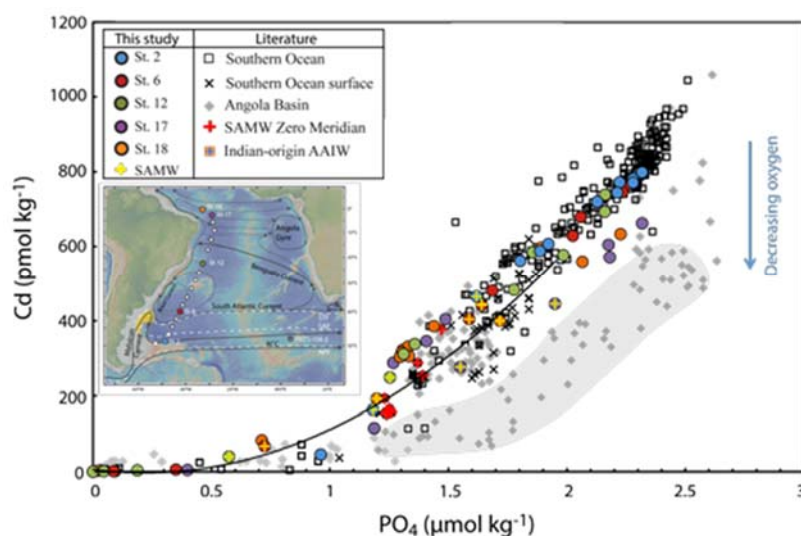 1200
1000
800
600
400
200
0
Cd (pmol kg-1)
This study
St. 2
St. 6
St. 12
St. 17
St. 18
SAMW
Literature
Southern Ocean
Southern Ocean surface
Angola Basin
SAMW Zero Meridian
Indian-origin AAIW
Angola
Gyre
Benguela Current
South Atlantic Current
Decreasing oxygen
0 0.5 1 1.5 2 2.5 3
PO4 (µmol kg-1)